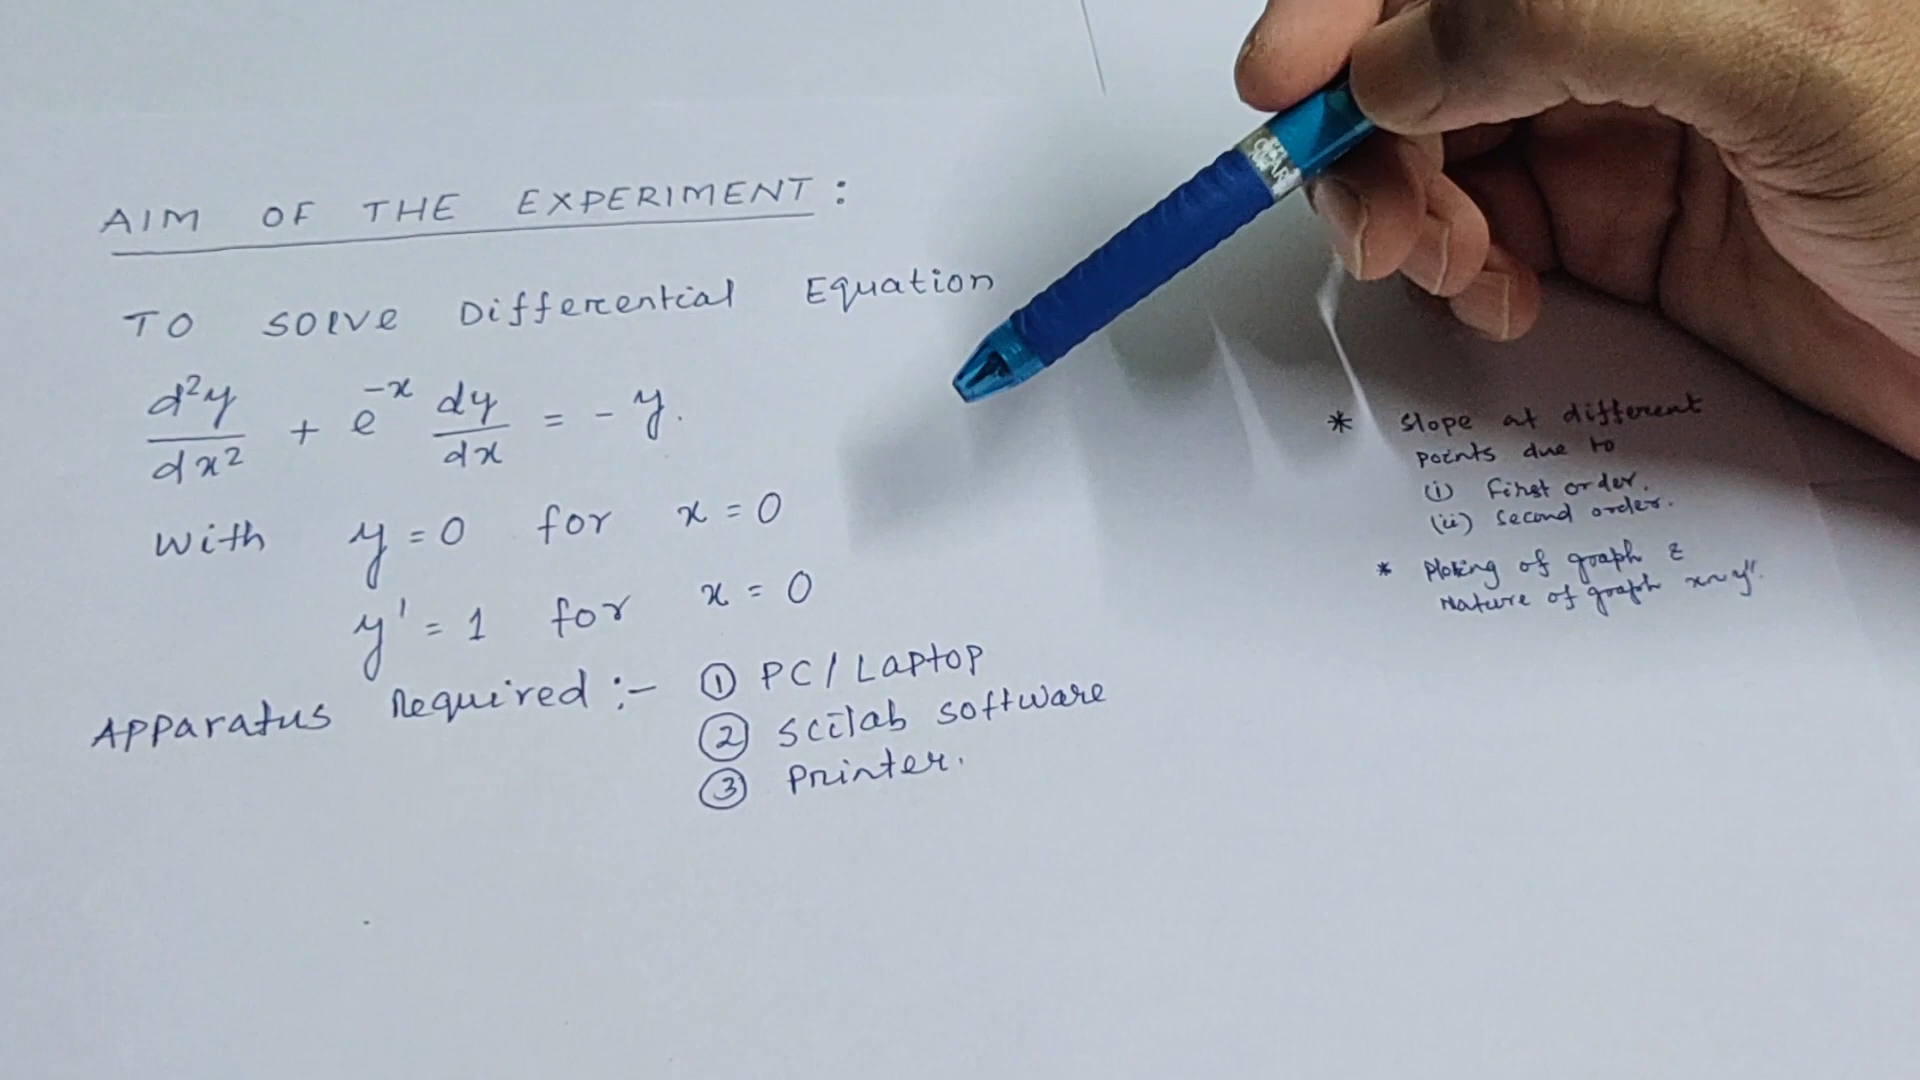 AIM OF THE EXPERIMENT :
TO SOLVE Differential Equation
d²y/dx² + e^-x dy/dx = - y.
With y = 0 for x = 0
y' = 1 for x = 0
Apparatus Required :- ① PC / Laptop
② Scilab software
③ Printer.
* Slope at different
points due to
(i) First order.
(ii) Second order.
* Ploting of graph &
Nature of graph x~y".